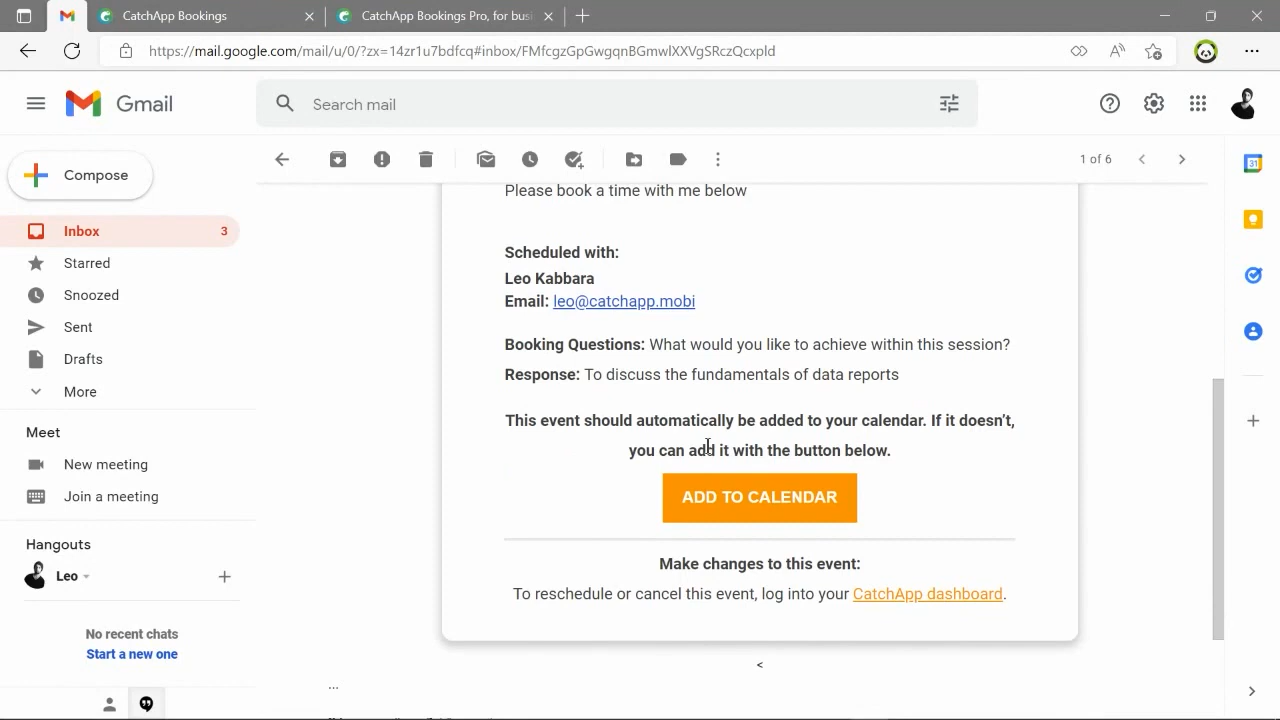 CatchApp Bookings
CatchApp Bookings Pro, for busi
https://mail.google.com/mail/u/0/?zx=14zr1u7bdfcq#inbox/FMfcgzGpGwgqnBGmwlXXVgSRczQcxpld
Gmail
Search mail
Compose
1 of 6
Inbox 3
Starred
Snoozed
Sent
Drafts
More
Meet
New meeting
Join a meeting
Hangouts
Leo
No recent chats
Start a new one
Please book a time with me below
Scheduled with:
Leo Kabbara
Email: leo@catchapp.mobi
Booking Questions: What would you like to achieve within this session?
Response: To discuss the fundamentals of data reports
This event should automatically be added to your calendar. If it doesn't,
you can add it with the button below.
ADD TO CALENDAR
Make changes to this event:
To reschedule or cancel this event, log into your CatchApp dashboard.
<
...
31